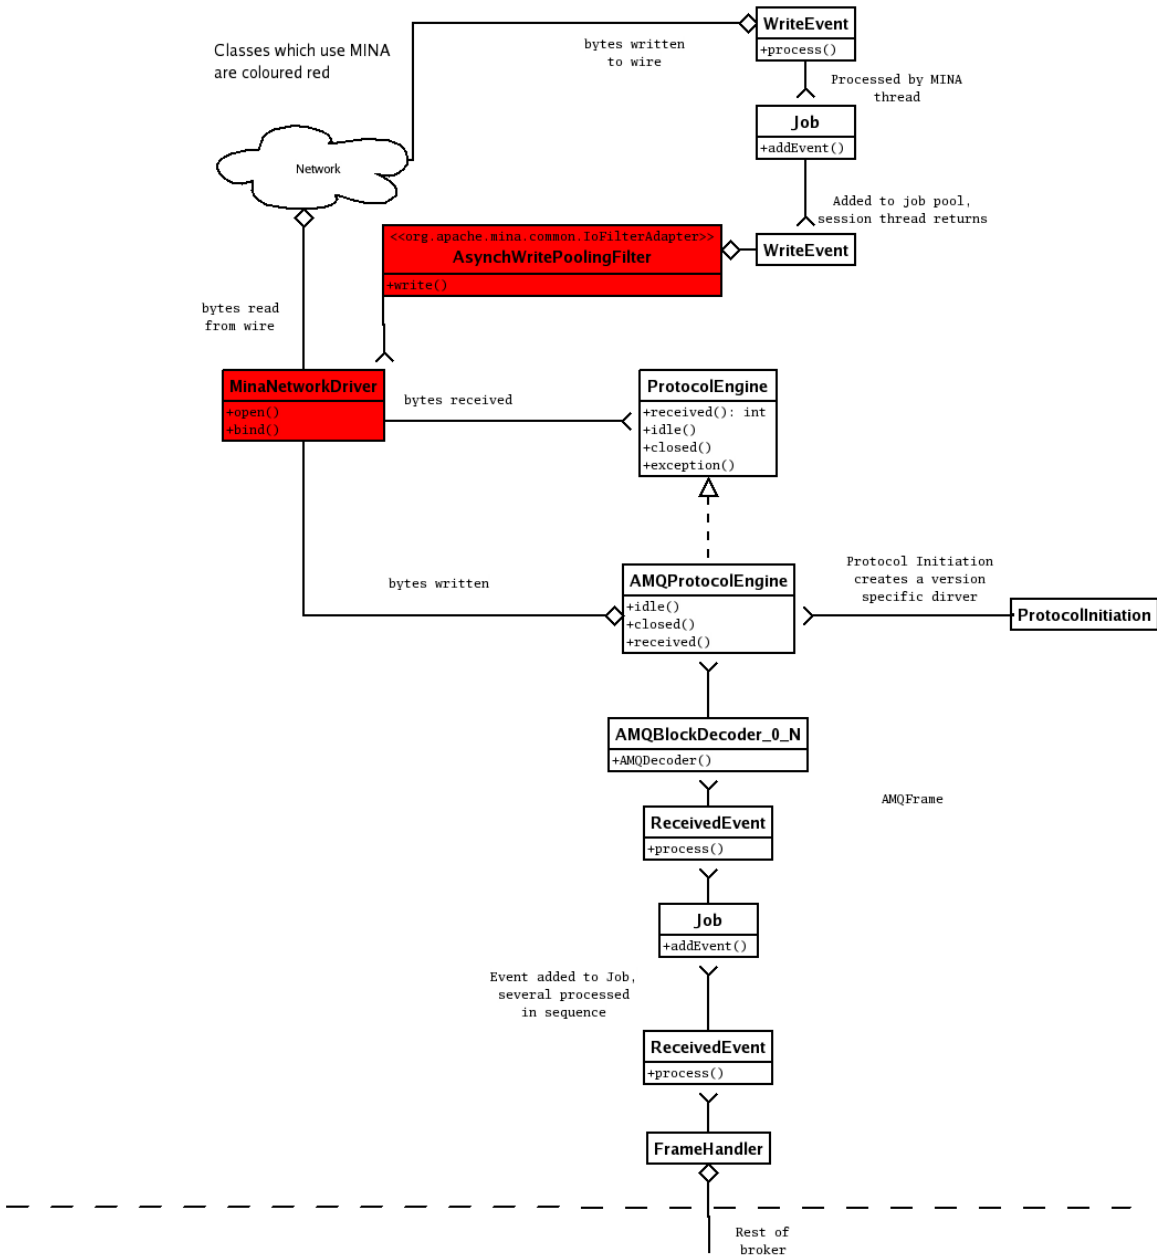 WriteEvent
+process()
bytes written
to wire
Classes which use MINA
are coloured red
Processed by MINA
thread
Job
+addEvent()
Network
Added to job pool,
session thread returns
<<org.apache.mina.common.IoFilterAdapter>>
AsynchWritePoolingFilter
+write()
WriteEvent
bytes read
from wire
MinaNetworkDriver
+open()
+bind()
bytes received
ProtocolEngine
+received(): int
+idle()
+closed()
+exception()
bytes written
AMQProtocolEngine
+idle()
+closed()
+received()
Protocol Initiation
creates a version
specific dirver
ProtocolInitiation
AMQBlockDecoder_0_N
+AMQDecoder()
AMQFrame
ReceivedEvent
+process()
Job
+addEvent()
Event added to Job,
several processed
in sequence
ReceivedEvent
+process()
FrameHandler
Rest of
broker